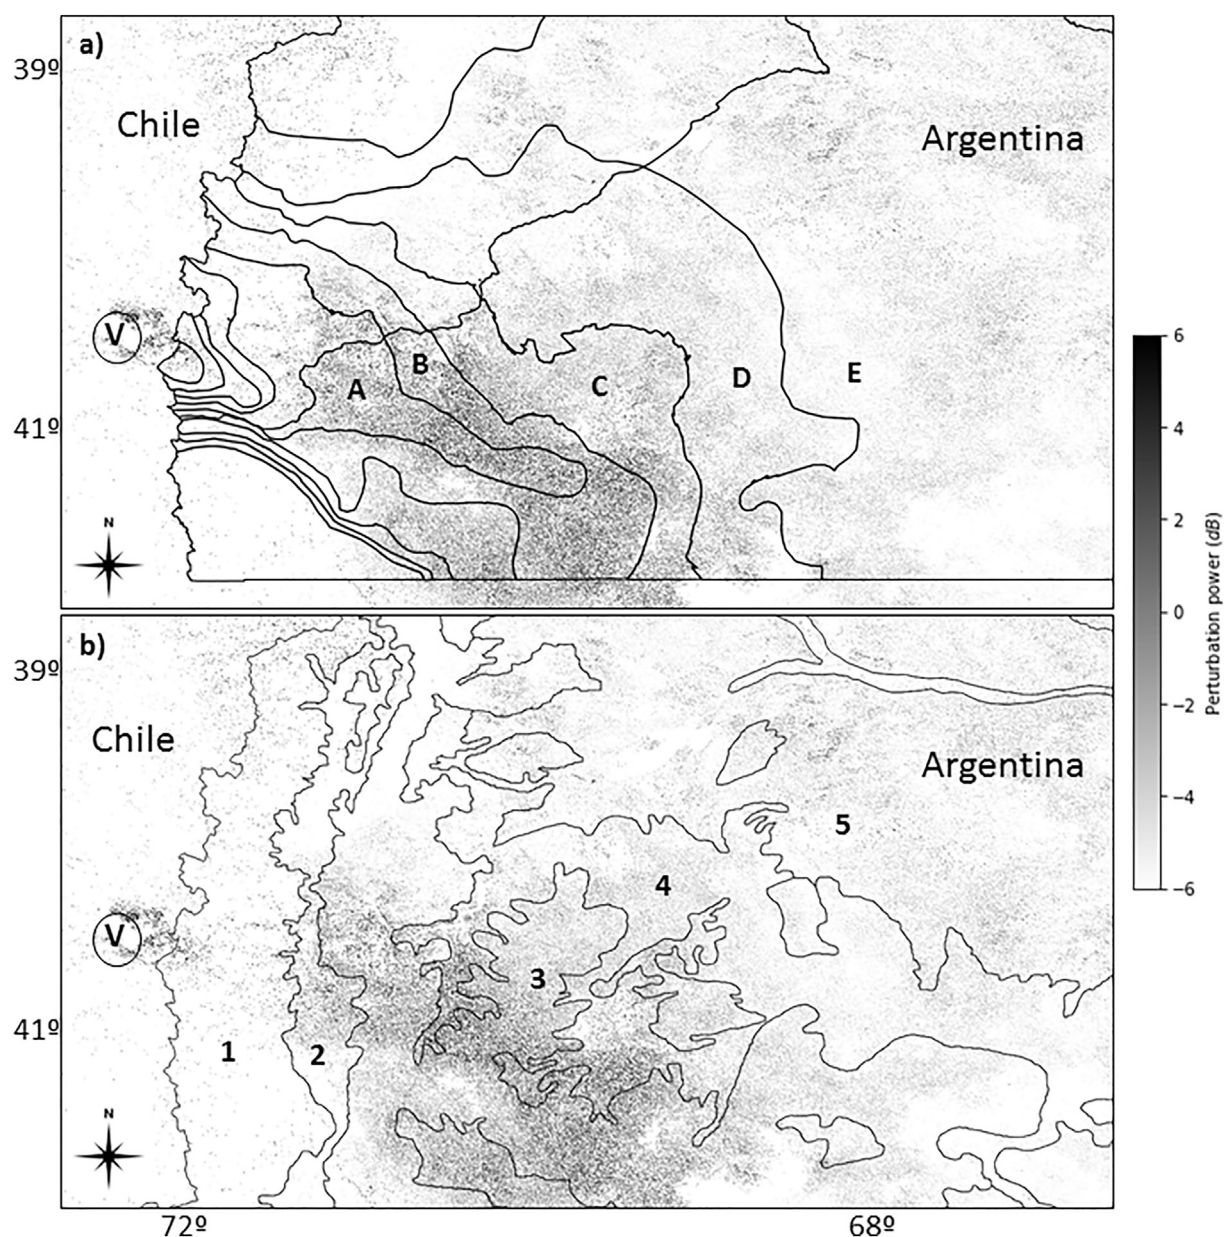 a)
39º
Chile
Argentina
V
A
B
C
D
E
41º
N
b)
39º
Chile
Argentina
5
4
V
3
41º
1
2
N
72º
68º
6
4
2
0
−2
−4
−6
Perturbation power (dB)